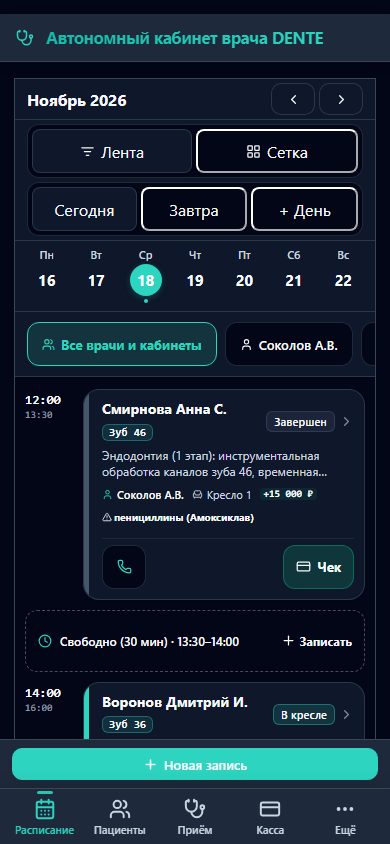 Автономный кабинет врача DENTE
Ноябрь 2026
Лента
Сетка
Сегодня
Завтра
+ День
Пн Вт Ср Чт Пт Сб Вс
16 17 18 19 20 21 22
Все врачи и кабинеты
Соколов А.В.
12:00
13:30
Смирнова Анна С.
Зуб 46
Завершен
Эндодонтия (1 этап): инструментальная
обработка каналов зуба 46, временная...
Соколов А.В. Кресло 1 +15 000 ₽
пенициллины (Амоксиклав)
Чек
Свободно (30 мин) · 13:30–14:00
+ Записать
14:00
16:00
Воронов Дмитрий И.
Зуб 36
В кресле
+ Новая запись
Расписание Пациенты Приём Касса Ещё